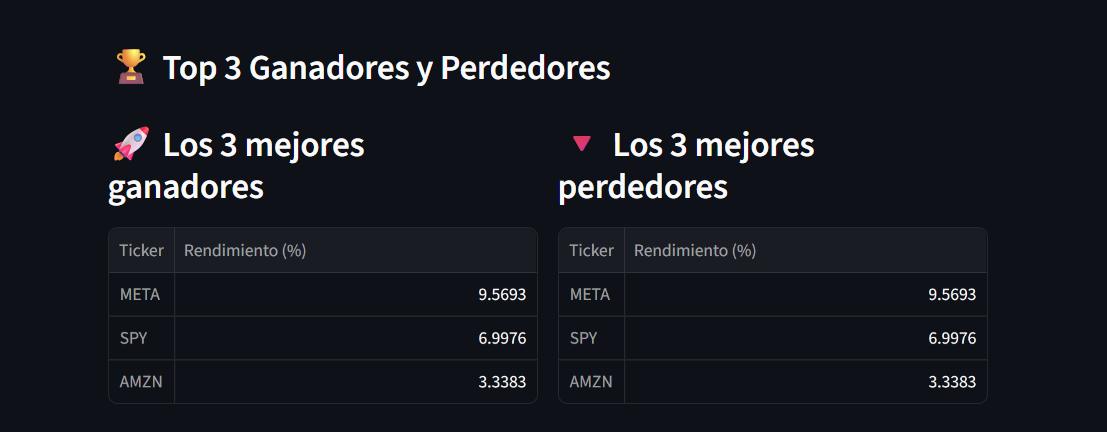 🏆 Top 3 Ganadores y Perdedores
🚀 Los 3 mejores
ganadores
Ticker Rendimiento (%)
META 9.5693
SPY 6.9976
AMZN 3.3383
🔻 Los 3 mejores
perdedores
Ticker Rendimiento (%)
META 9.5693
SPY 6.9976
AMZN 3.3383